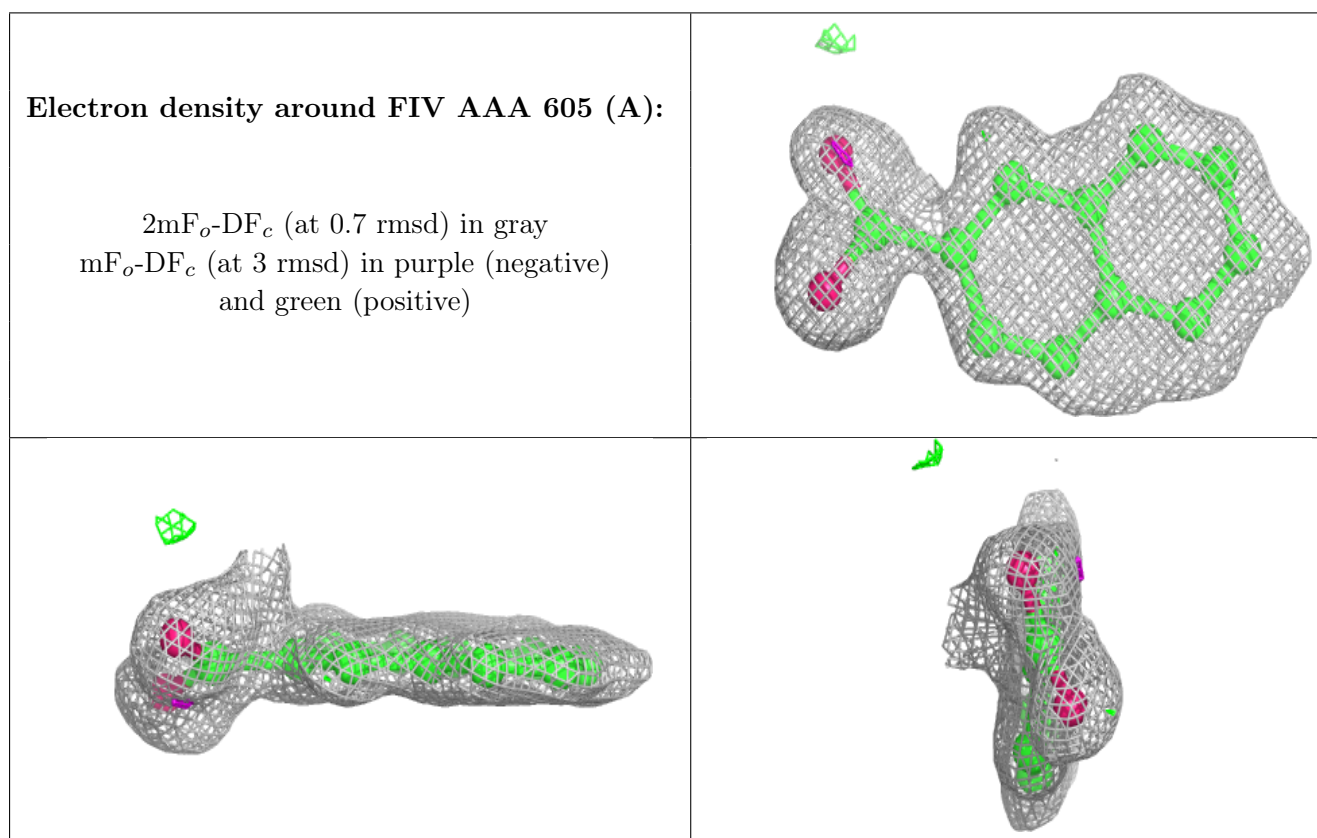 Electron density around FIV AAA 605 (A):
2mFo-DFc (at 0.7 rmsd) in gray
mFo-DFc (at 3 rmsd) in purple (negative)
and green (positive)